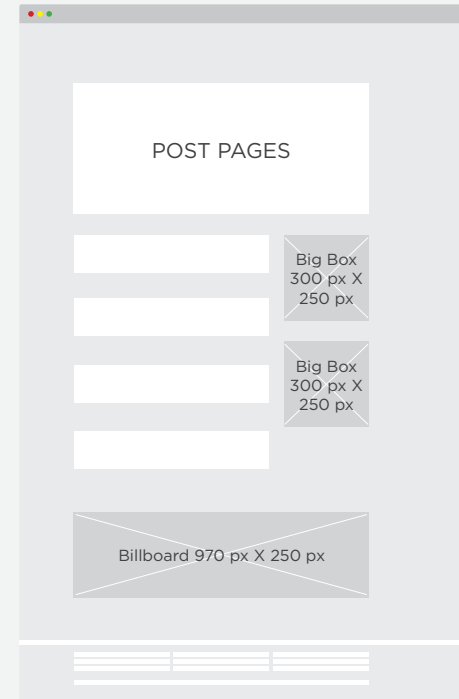 POST PAGES
Big Box
300 px X
250 px
Big Box
300 px X
250 px
Billboard 970 px X 250 px